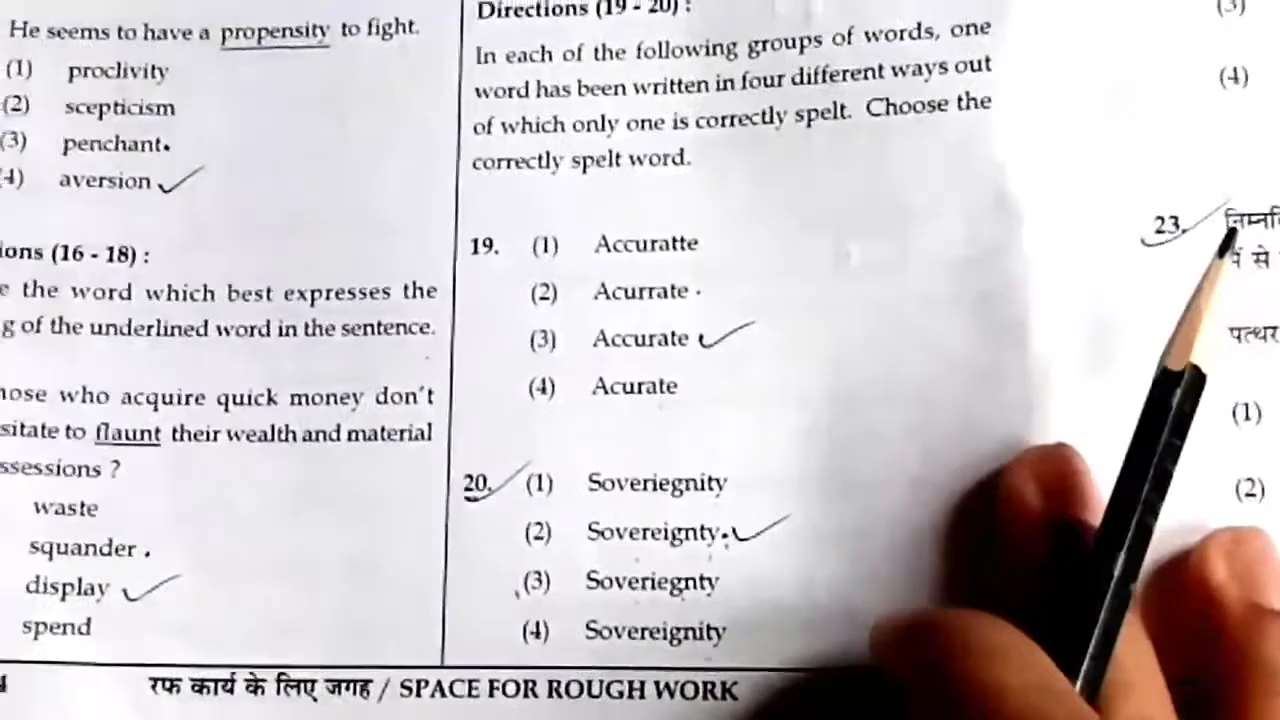 He seems to have a propensity to fight.
(1) proclivity
(2) scepticism
(3) penchant
4) aversion
ions (16 - 18) :
e the word which best expresses the
g of the underlined word in the sentence.
hose who acquire quick money don't
sitate to flaunt their wealth and material
ssessions ?
waste
squander
display
spend
Directions (19 - 20) :
In each of the following groups of words, one
word has been written in four different ways out
of which only one is correctly spelt. Choose the
correctly spelt word.
19. (1) Accuratte
(2) Acurrate
(3) Accurate
(4) Acurate
20. (1) Soveriegnity
(2) Sovereignty
(3) Soveriegnty
(4) Sovereignity
(3)
(4)
23.
से
पत्थर
(1)
(2)
रफ कार्य के लिए जगह / SPACE FOR ROUGH WORK